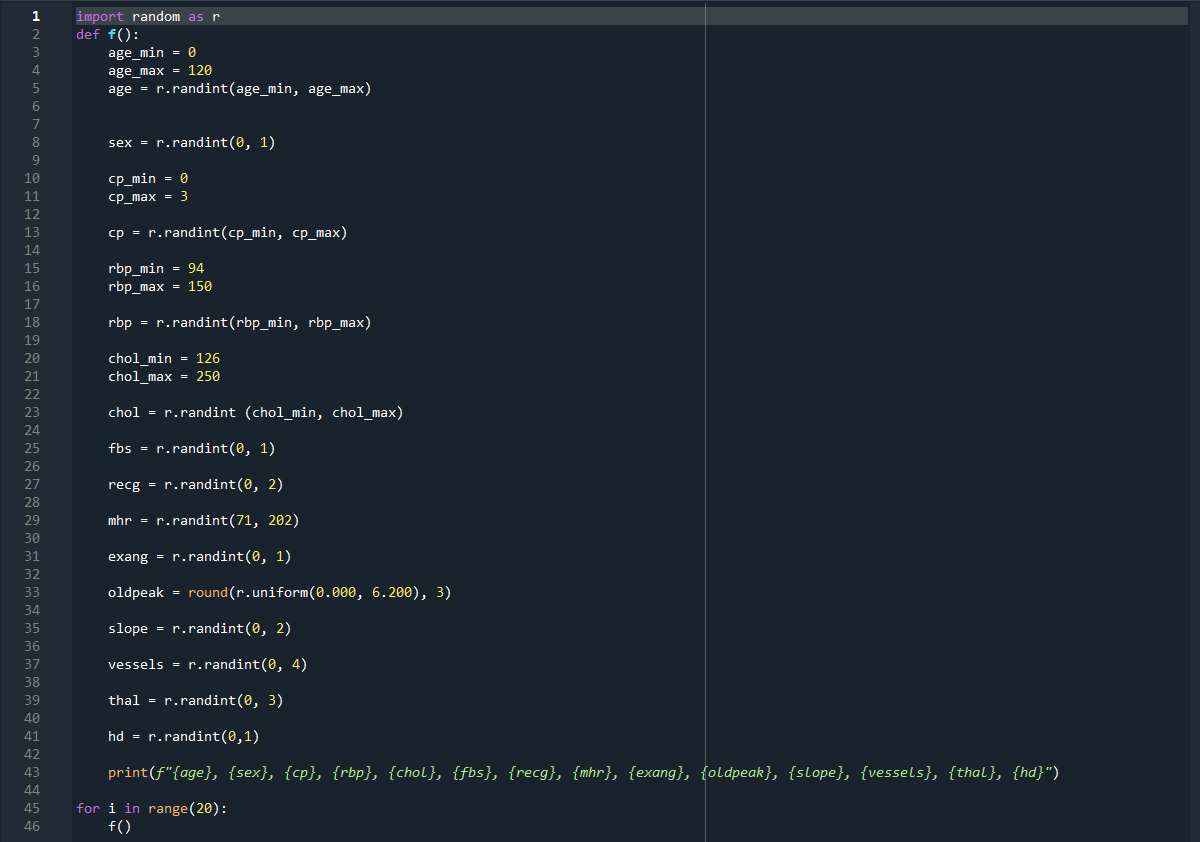 1 import random as r
2 def f():
3     age_min = 0
4     age_max = 120
5     age = r.randint(age_min, age_max)
6
7
8     sex = r.randint(0, 1)
9
10     cp_min = 0
11     cp_max = 3
12
13     cp = r.randint(cp_min, cp_max)
14
15     rbp_min = 94
16     rbp_max = 150
17
18     rbp = r.randint(rbp_min, rbp_max)
19
20     chol_min = 126
21     chol_max = 250
22
23     chol = r.randint (chol_min, chol_max)
24
25     fbs = r.randint(0, 1)
26
27     recg = r.randint(0, 2)
28
29     mhr = r.randint(71, 202)
30
31     exang = r.randint(0, 1)
32
33     oldpeak = round(r.uniform(0.000, 6.200), 3)
34
35     slope = r.randint(0, 2)
36
37     vessels = r.randint(0, 4)
38
39     thal = r.randint(0, 3)
40
41     hd = r.randint(0,1)
42
43     print(f"{age}, {sex}, {cp}, {rbp}, {chol}, {fbs}, {recg}, {mhr}, {exang}, {oldpeak}, {slope}, {vessels}, {thal}, {hd}")
44
45 for i in range(20):
46     f()